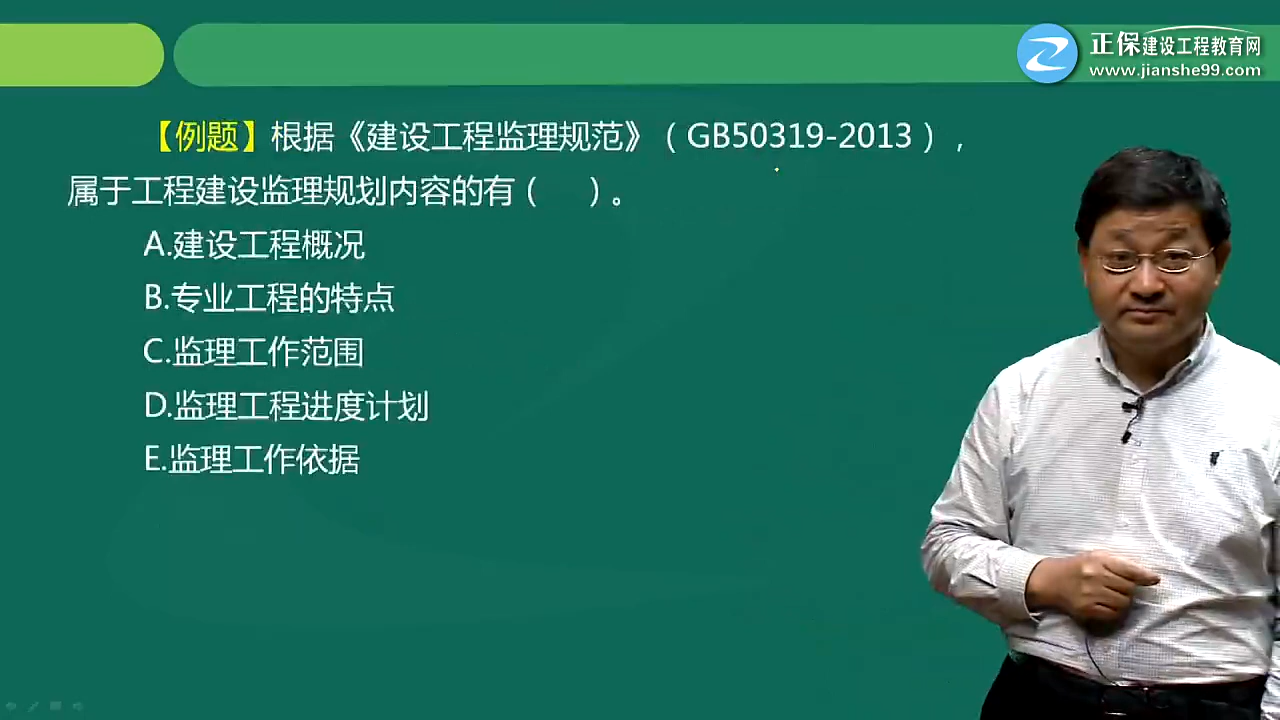 正保建设工程教育网
www.jianshe99.com
【例题】根据《建设工程监理规范》（GB50319-2013），
属于工程建设监理规划内容的有（  ）。
A.建设工程概况
B.专业工程的特点
C.监理工作范围
D.监理工程进度计划
E.监理工作依据